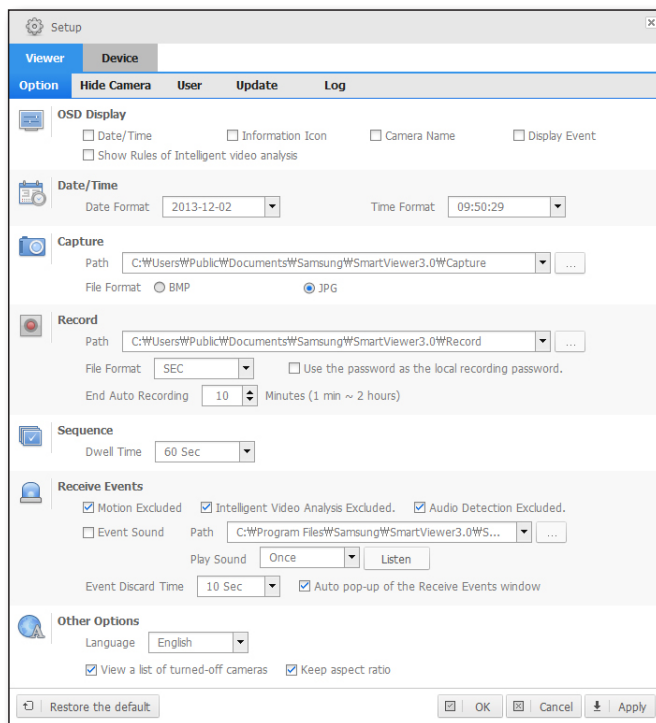 Setup
Viewer Device
Option Hide Camera User Update Log
OSD Display
Date/Time Information Icon Camera Name Display Event
Show Rules of Intelligent video analysis
Date/Time
Date Format 2013-12-02 Time Format 09:50:29
Capture
Path C:₩Users₩Public₩Documents₩Samsung₩SmartViewer3.0₩Capture ...
File Format BMP JPG
Record
Path C:₩Users₩Public₩Documents₩Samsung₩SmartViewer3.0₩Record ...
File Format SEC Use the password as the local recording password.
End Auto Recording 10 Minutes (1 min ~ 2 hours)
Sequence
Dwell Time 60 Sec
Receive Events
Motion Excluded Intelligent Video Analysis Excluded. Audio Detection Excluded.
Event Sound Path C:₩Program Files₩Samsung₩SmartViewer3.0₩S... ...
Play Sound Once Listen
Event Discard Time 10 Sec Auto pop-up of the Receive Events window
Other Options
Language English
View a list of turned-off cameras Keep aspect ratio
Restore the default OK Cancel Apply